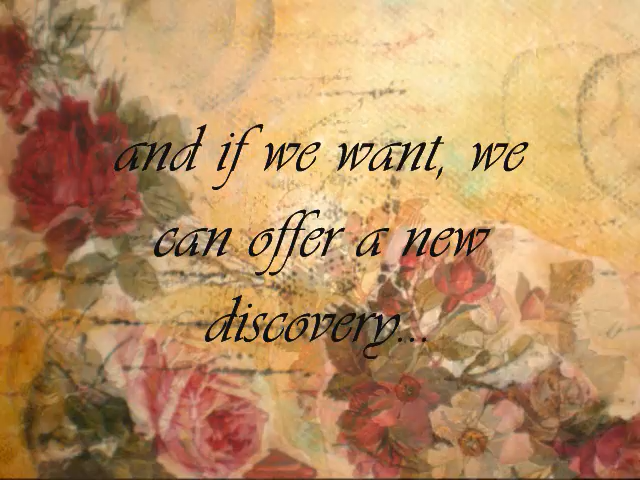 and if we want, we
can offer a new
discovery...